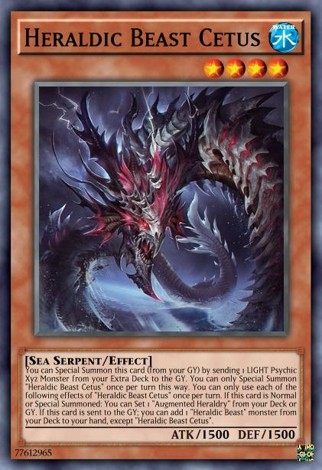 HERALDIC BEAST CETUS
WATER
水
[SEA SERPENT/EFFECT]
You can Special Summon this card (from your GY) by sending 1 LIGHT Psychic
Xyz Monster from your Extra Deck to the GY. You can only Special Summon
"Heraldic Beast Cetus" once per turn this way. You can only use each of the
following effects of "Heraldic Beast Cetus" once per turn. If this card is Normal
or Special Summoned: You can Set 1 "Augmented Heraldry" from your Deck or
GY. If this card is sent to the GY; you can add 1 "Heraldic Beast" monster from
your Deck to your hand, except "Heraldic Beast Cetus".
ATK/1500 DEF/1500
77612965